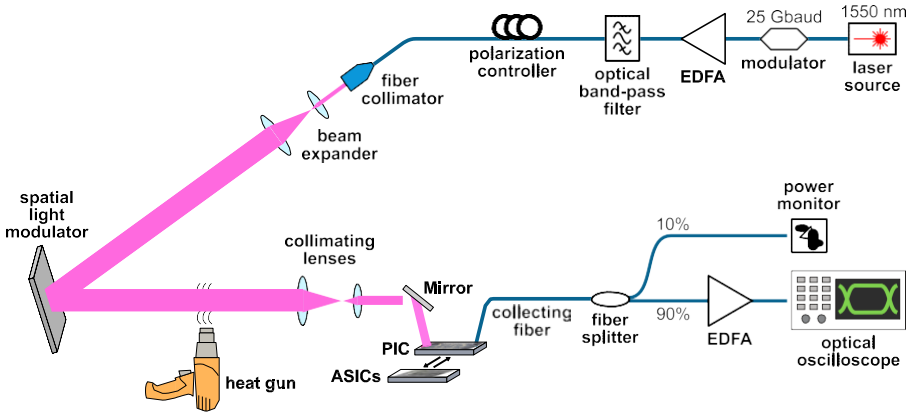 25 Gbaud
1550 nm
polarization
controller
optical
band-pass
filter
EDFA
modulator
laser
source
fiber
collimator
beam
expander
spatial
light
modulator
collimating
lenses
Mirror
PIC
ASICs
heat gun
collecting
fiber
fiber
splitter
10%
90%
power
monitor
EDFA
optical
oscilloscope